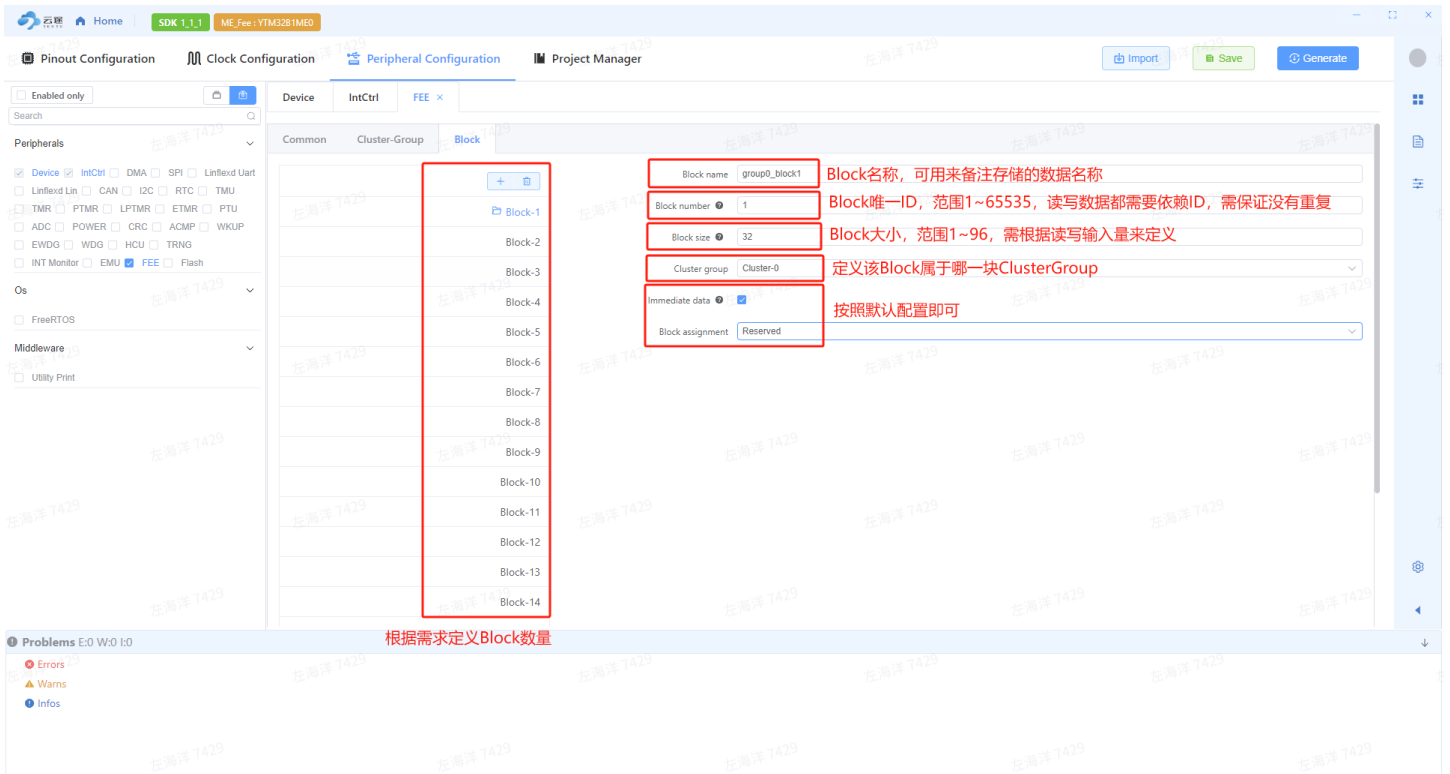 云途 Home SDK 1_1_1 ME_Fee : YTM32B1ME0
YUNTU
Pinout Configuration Clock Configuration Peripheral Configuration Project Manager Import Save Generate
Enabled only
Search
Peripherals
Device IntCtrl DMA SPI Linflexd Uart
Linflexd Lin CAN I2C RTC TMU
TMR PTMR LPTMR ETMR PTU
ADC POWER CRC ACMP WKUP
EWDG WDG HCU TRNG
INT Monitor EMU FEE Flash
Os
FreeRTOS
Middleware
Utility Print
Device IntCtrl FEE ×
Common Cluster-Group Block
Block-1
Block-2
Block-3
Block-4
Block-5
Block-6
Block-7
Block-8
Block-9
Block-10
Block-11
Block-12
Block-13
Block-14
根据需求定义Block数量
Block name group0_block1 Block名称，可用来备注存储的数据名称
Block number 1 Block唯一ID，范围1~65535，读写数据都需要依赖ID，需保证没有重复
Block size 32 Block大小，范围1~96，需根据读写输入量来定义
Cluster group Cluster-0 定义该Block属于哪一块ClusterGroup
Immediate data
按照默认配置即可
Block assignment Reserved
Problems E:0 W:0 I:0
Errors
Warns
Infos
左海洋 7429